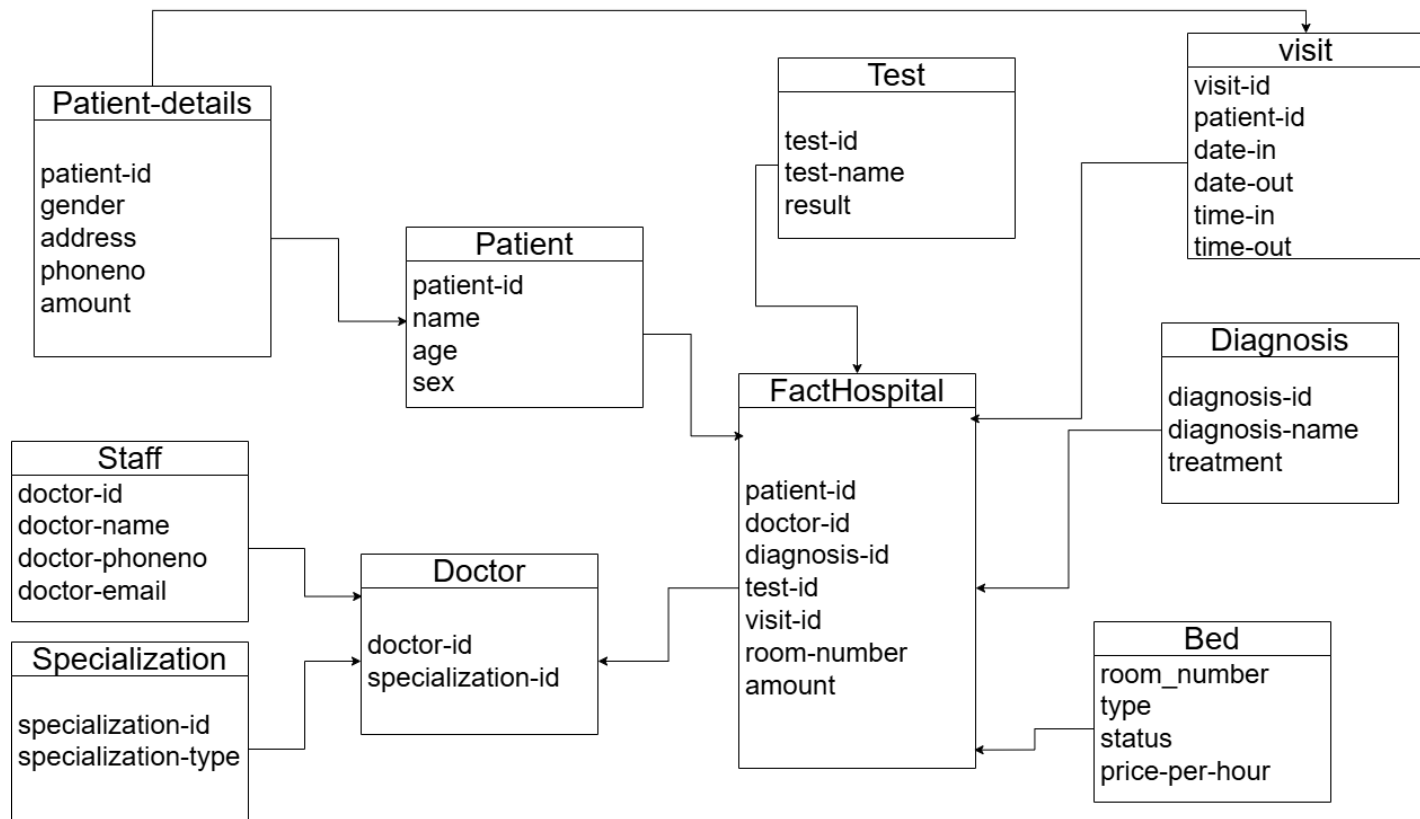 Patient-details
patient-id
gender
address
phoneno
amount
Patient
patient-id
name
age
sex
Test
test-id
test-name
result
visit
visit-id
patient-id
date-in
date-out
time-in
time-out
Staff
doctor-id
doctor-name
doctor-phoneno
doctor-email
Specialization
specialization-id
specialization-type
Doctor
doctor-id
specialization-id
FactHospital
patient-id
doctor-id
diagnosis-id
test-id
visit-id
room-number
amount
Diagnosis
diagnosis-id
diagnosis-name
treatment
Bed
room_number
type
status
price-per-hour